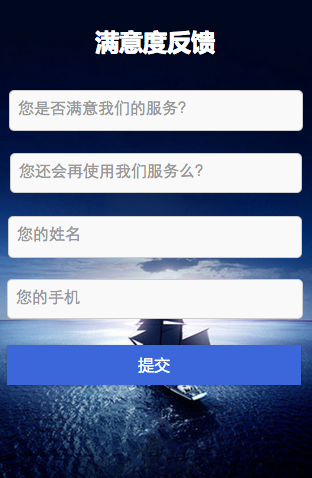 满意度反馈
您是否满意我们的服务?
您还会再使用我们服务么?
您的姓名
您的手机
提交